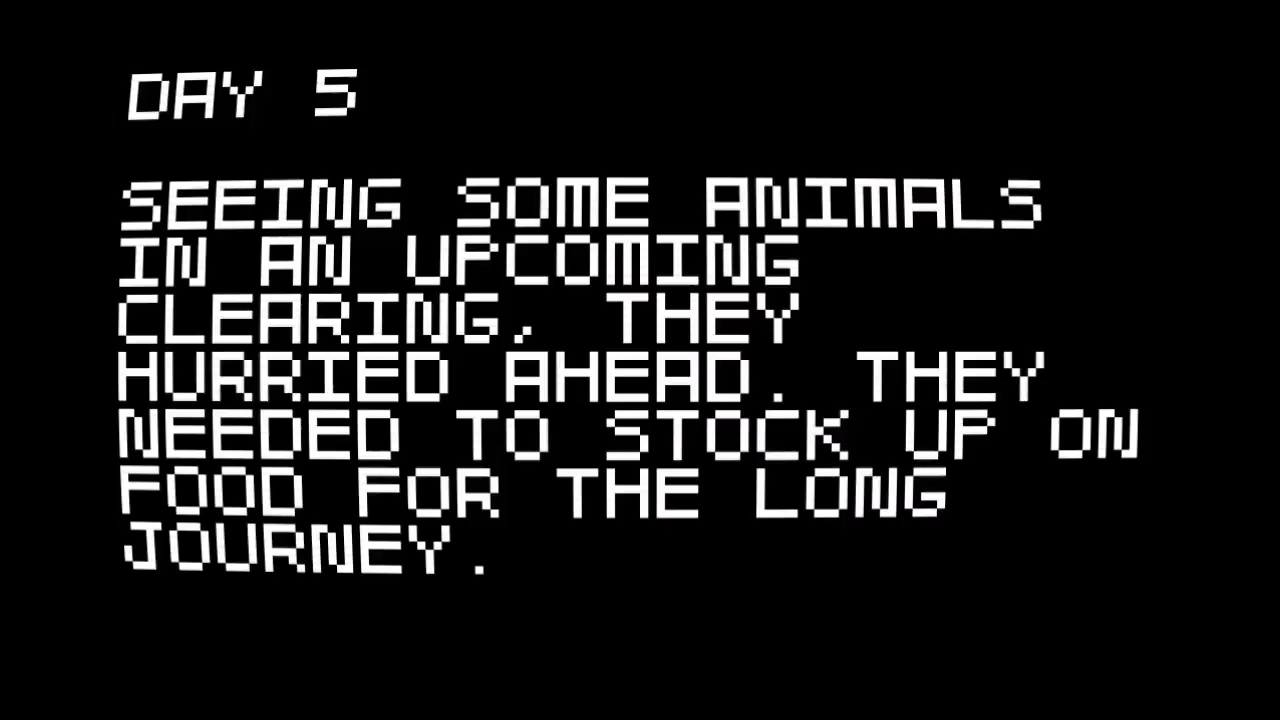 DAY 5
SEEING SOME ANIMALS
IN AN UPCOMING
CLEARING, THEY
HURRIED AHEAD. THEY
NEEDED TO STOCK UP ON
FOOD FOR THE LONG
JOURNEY.